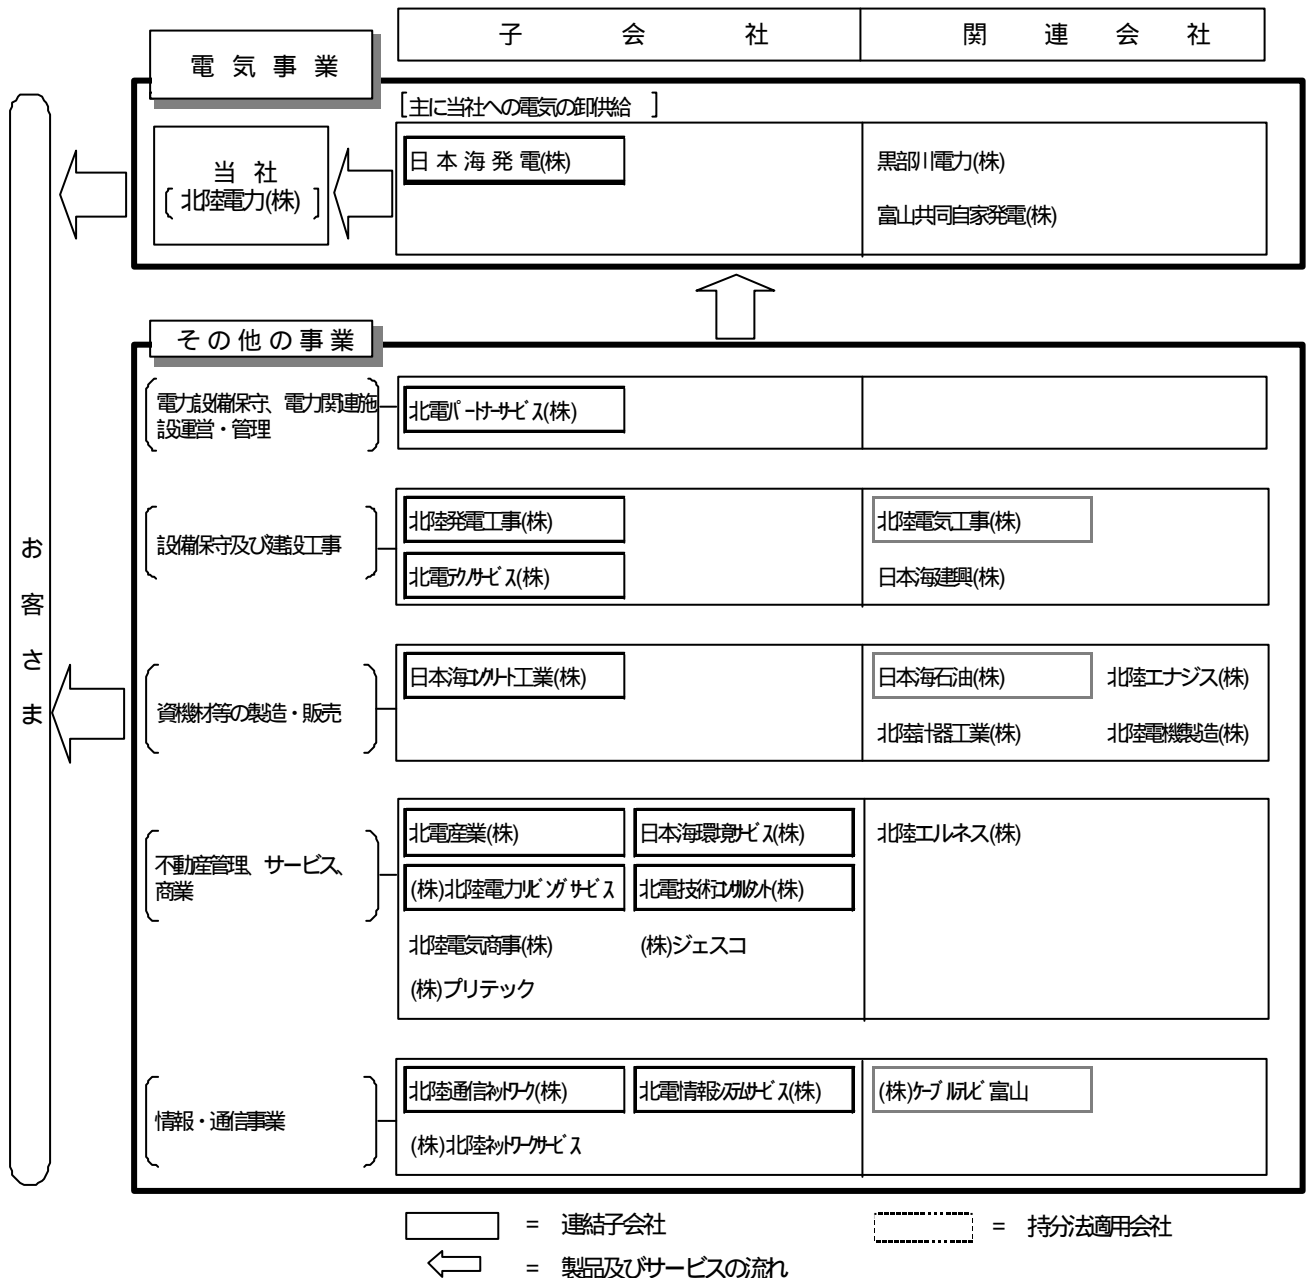 子会社 関連会社
電気事業
[主に当社への電気の卸供給 ]
当社
[北陸電力(株)]
日本海発電(株)
黒部川電力(株)
富山共同自家発電(株)
その他の事業
電力設備保守、電力関連施
設運営・管理
北電パートナーサービス(株)
設備保守及び建設工事
北陸発電工事(株)
北陸電気工事(株)
北電テクノサービス(株)
日本海建興(株)
資機材等の製造・販売
日本海コンクリート工業(株)
日本海石油(株) 北陸エナジス(株)
北陸計器工業(株) 北陸電機製造(株)
不動産管理、サービス、
商業
北電産業(株) 日本海環境サービス(株)
北陸エルネス(株)
(株)北陸電力リビングサービス 北電技術コンサルタント(株)
北陸電気商事(株) (株)ジェスコ
(株)プリテック
情報・通信事業
北陸通信ネットワーク(株) 北電情報システムサービス(株)
(株)ケーブルテレビ富山
(株)北陸ネットワークサービス
お客さま
= 連結子会社
= 持分法適用会社
= 製品及びサービスの流れ